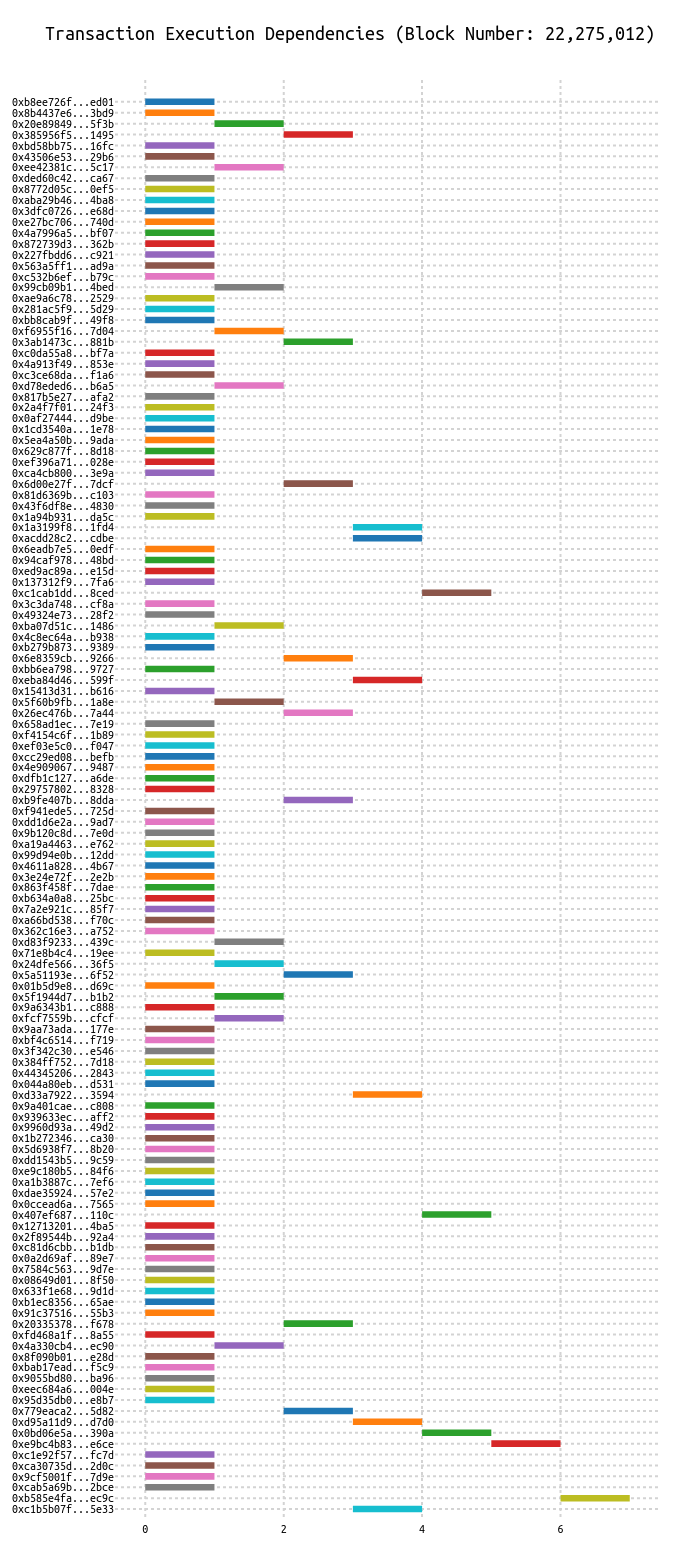 Transaction Execution Dependencies (Block Number: 22,275,012)
0xb8ee726f...ed01
0x8b4437e6...3bd9
0x20e89849...5f3b
0x385956f5...1495
0xbd58bb75...16fc
0x43506e53...29b6
0xee42381c...5c17
0xded60c42...ca67
0x8772d05c...0ef5
0xaba29b46...4ba8
0x3dfc0726...e68d
0xe27bc706...740d
0x4a7996a5...bf07
0x872739d3...362b
0x227fbdd6...c921
0x563a5ff1...ad9a
0xc532b6ef...b79c
0x99cb09b1...4bed
0xae9a6c78...2529
0x281ac5f9...5d29
0xbb8cab9f...49f8
0xf6955f16...7d04
0x3ab1473c...881b
0xc0da55a8...bf7a
0x4a913f49...853e
0xc3ce68da...f1a6
0xd78eded6...b6a5
0x817b5e27...afa2
0x2a4f7f01...24f3
0x0af27444...d9be
0x1cd3540a...1e78
0x5ea4a50b...9ada
0x629c877f...8d18
0xef396a71...028e
0xca4cb800...3e9a
0x6d00e27f...7dcf
0x81d6369b...c103
0x43f6df8e...4830
0x1a94b931...da5c
0x1a3199f8...1fd4
0xacdd28c2...cdbe
0x6eadb7e5...0edf
0x94caf978...48bd
0xed9ac89a...e15d
0x137312f9...7fa6
0xc1cab1dd...8ced
0x3c3da748...cf8a
0x49324e73...28f2
0xba07d51c...1486
0x4c8ec64a...b938
0xb279b873...9389
0x6e8359cb...9266
0xbb6ea798...9727
0xeba84d46...599f
0x15413d31...b616
0x5f60b9fb...1a8e
0x26ec476b...7a44
0x658ad1ec...7e19
0xf4154c6f...1b89
0xef03e5c0...f047
0xcc29ed08...befb
0x4e909067...9487
0xdfb1c127...a6de
0x29757802...8328
0xb9fe407b...8dda
0xf941ede5...725d
0xdd1d6e2a...9ad7
0x9b120c8d...7e0d
0xa19a4463...e762
0x99d94e0b...12dd
0x4611a828...4b67
0x3e24e72f...2e2b
0x863f458f...7dae
0xb634a0a8...25bc
0x7a2e921c...85f7
0xa66bd538...f70c
0x362c16e3...a752
0xd83f9233...439c
0x71e8b4c4...19ee
0x24dfe566...36f5
0x5a51193e...6f52
0x01b5d9e8...d69c
0x5f1944d7...b1b2
0x9a6343b1...c888
0xfcf7559b...cfcf
0x9aa73ada...177e
0xbf4c6514...f719
0x3f342c30...e546
0x384ff752...7d18
0x44345206...2843
0x044a80eb...d531
0xd33a7922...3594
0x9a401cae...c808
0x939633ec...aff2
0x9960d93a...49d2
0x1b272346...ca30
0x5d6938f7...8b20
0xdd1543b5...9c59
0xe9c180b5...84f6
0xa1b3887c...7ef6
0xdae35924...57e2
0x0ccead6a...7565
0x407ef687...110c
0x12713201...4ba5
0x2f89544b...92a4
0xc81d6cbb...b1db
0x0a2d69af...89e7
0x7584c563...9d7e
0x08649d01...8f50
0x633f1e68...9d1d
0xb1ec8356...65ae
0x91c37516...55b3
0x20335378...f678
0xfd468a1f...8a55
0x4a330cb4...ec90
0x8f090b01...e28d
0xbab17ead...f5c9
0x9055bd80...ba96
0xeec684a6...004e
0x95d35db0...e8b7
0x779eaca2...5d82
0xd95a11d9...d7d0
0x0bd06e5a...390a
0xe9bc4b83...e6ce
0xc1e92f57...fc7d
0xca30735d...2d0c
0x9cf5001f...7d9e
0xcab5a69b...2bce
0xb585e4fa...ec9c
0xc1b5b07f...5e33
0 2 4 6